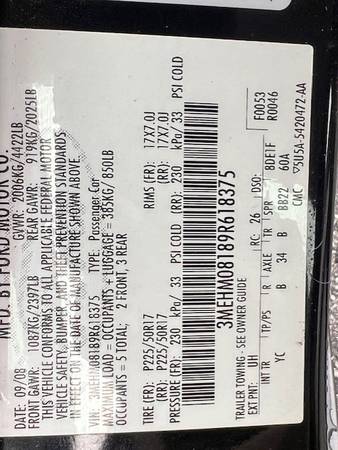 MFD. BY FORD MOTOR CO.
DATE: 09/08 GVWR: 2006KG/4422LB
FRONT GAWR: 1087KG/2397LB REAR GAWR: 919KG/2025LB
THIS VEHICLE CONFORMS TO ALL APPLICABLE FEDERAL MOTOR
VEHICLE SAFETY, BUMPER, AND THEFT PREVENTION STANDARDS
IN EFFECT ON THE DATE OF MANUFACTURE SHOWN ABOVE.
VIN: 3MEHM08189R618375 TYPE: Passenger Car
MAXIMUM LOAD = OCCUPANTS + LUGGAGE = 385KG/ 850LB
OCCUPANTS = 5 TOTAL; 2 FRONT, 3 REAR
TIRE (FR): P225/50R17 RIMS (FR): 17X7.0J
(RR): P225/50R17 (RR): 17X7.0J
PRESSURE (FR): 230 kPa/ 33 PSI COLD
(RR): 230 kPa/ 33 PSI COLD
3MEHM08189R618375
F0053
R0046
TRAILER TOWING - SEE OWNER GUIDE
EXT PNT: UH RC: 26 DSO:
TP/PS R AXLE TR
YC B 34 B BB22 60A
CMC 5U5A-5420472-AA